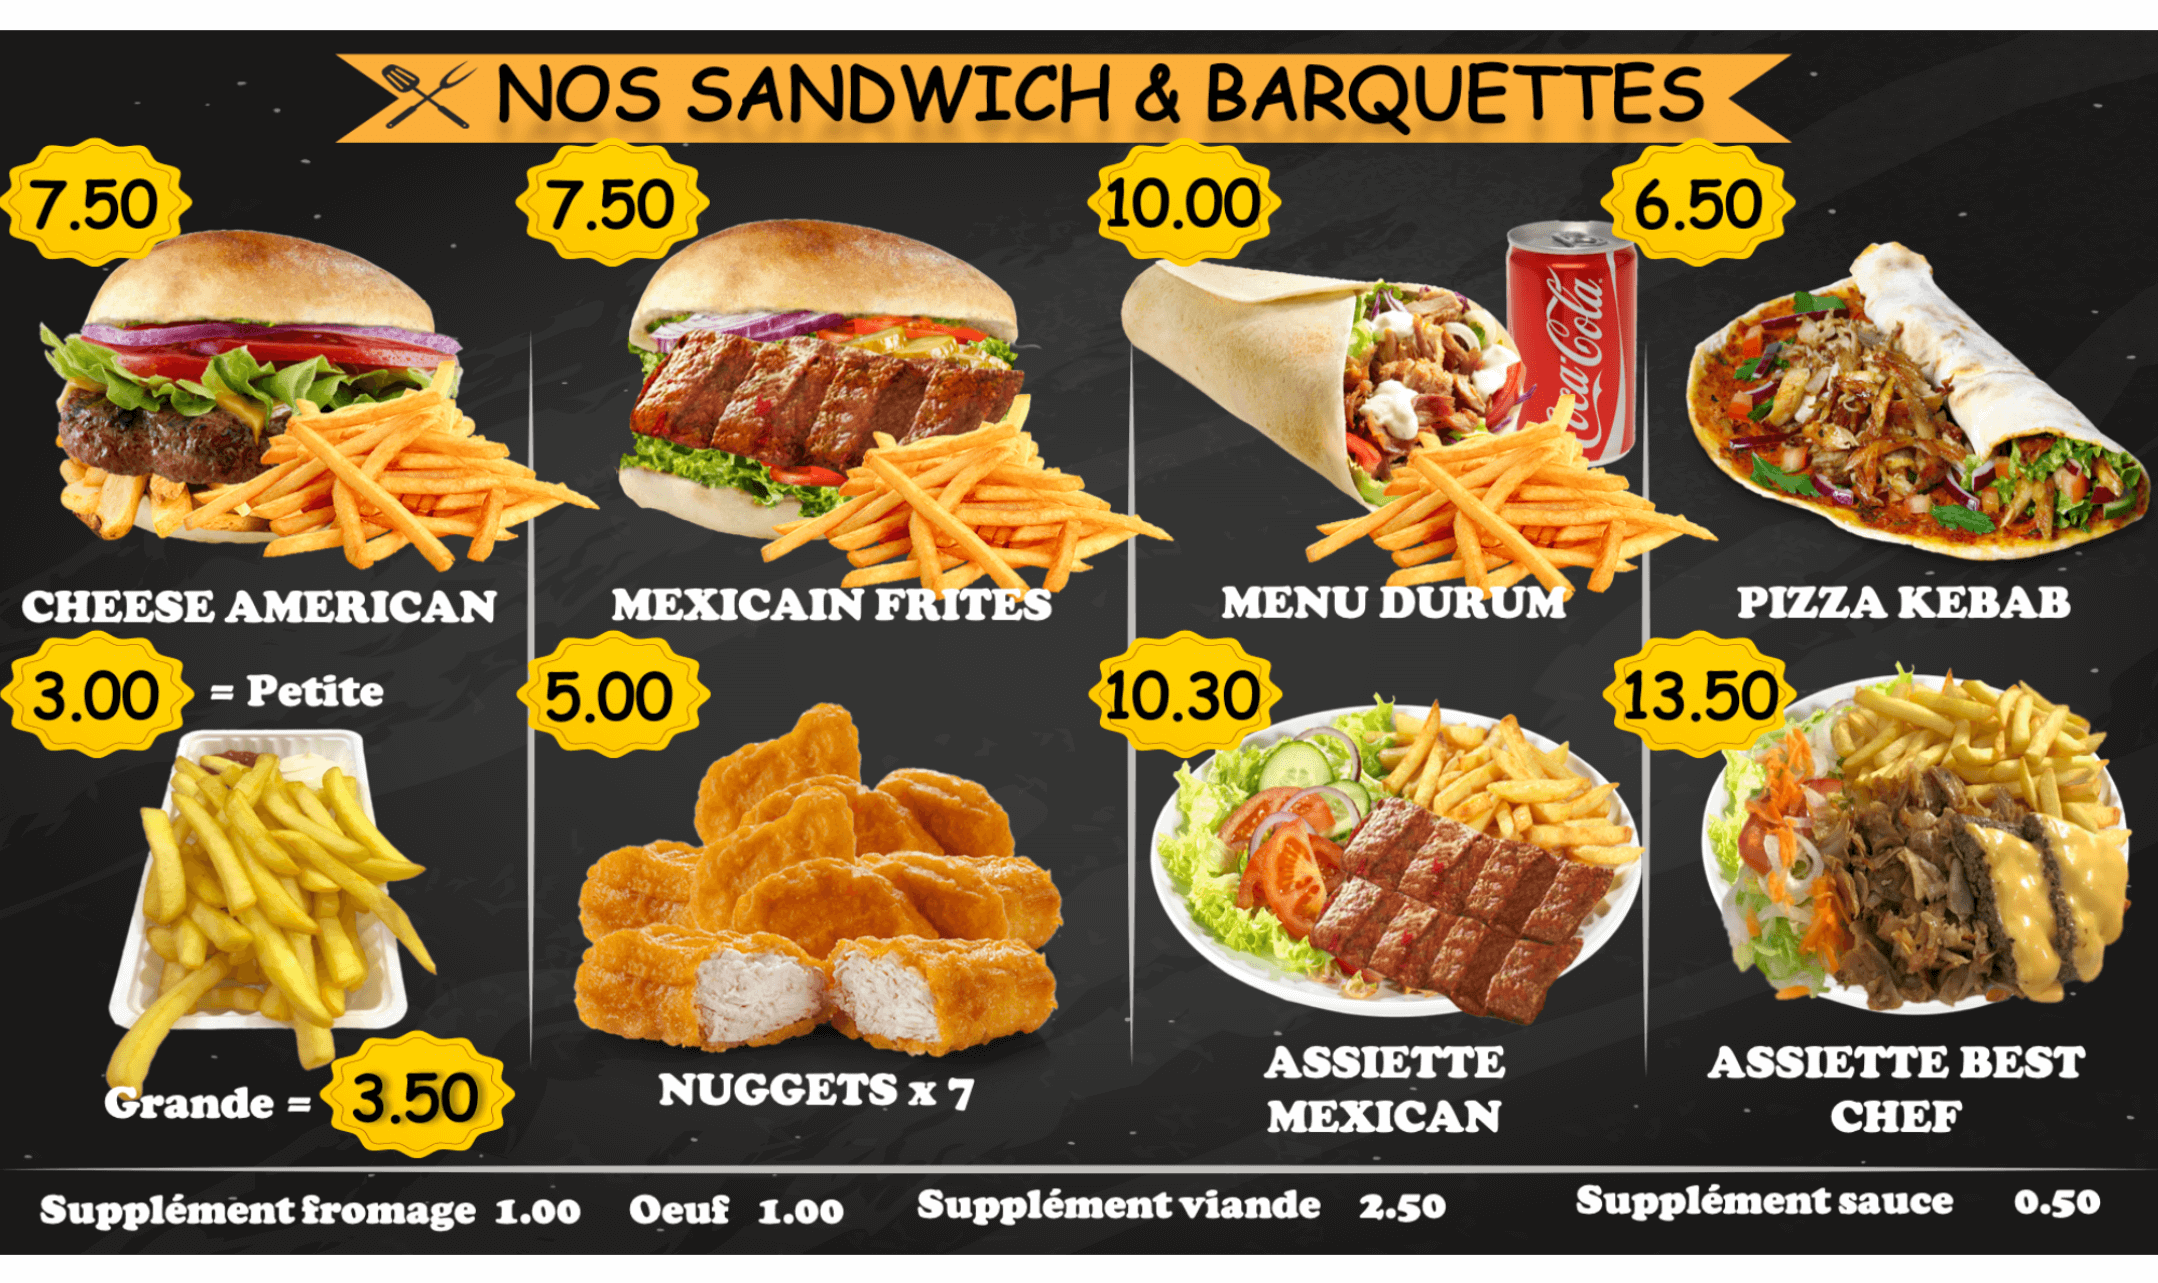 NOS SANDWICH & BARQUETTES
7.50
7.50
10.00
6.50
Coca-Cola
CHEESE AMERICAN
MEXICAIN FRITES
MENU DURUM
PIZZA KEBAB
3.00 = Petite
5.00
10.30
13.50
Grande = 3.50
NUGGETS x 7
ASSIETTE
MEXICAN
ASSIETTE BEST
CHEF
Supplément fromage 1.00 Oeuf 1.00 Supplément viande 2.50 Supplément sauce 0.50